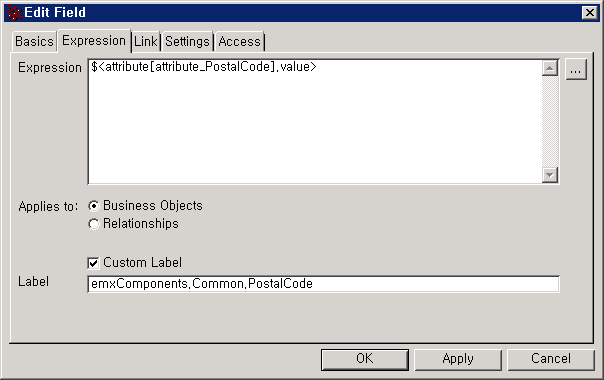 Edit Field
Basics Expression Link Settings Access
Expression $<attribute[attribute_PostalCode].value>
...
Applies to: Business Objects
Relationships
Custom Label
Label emxComponents.Common.PostalCode
OK Apply Cancel